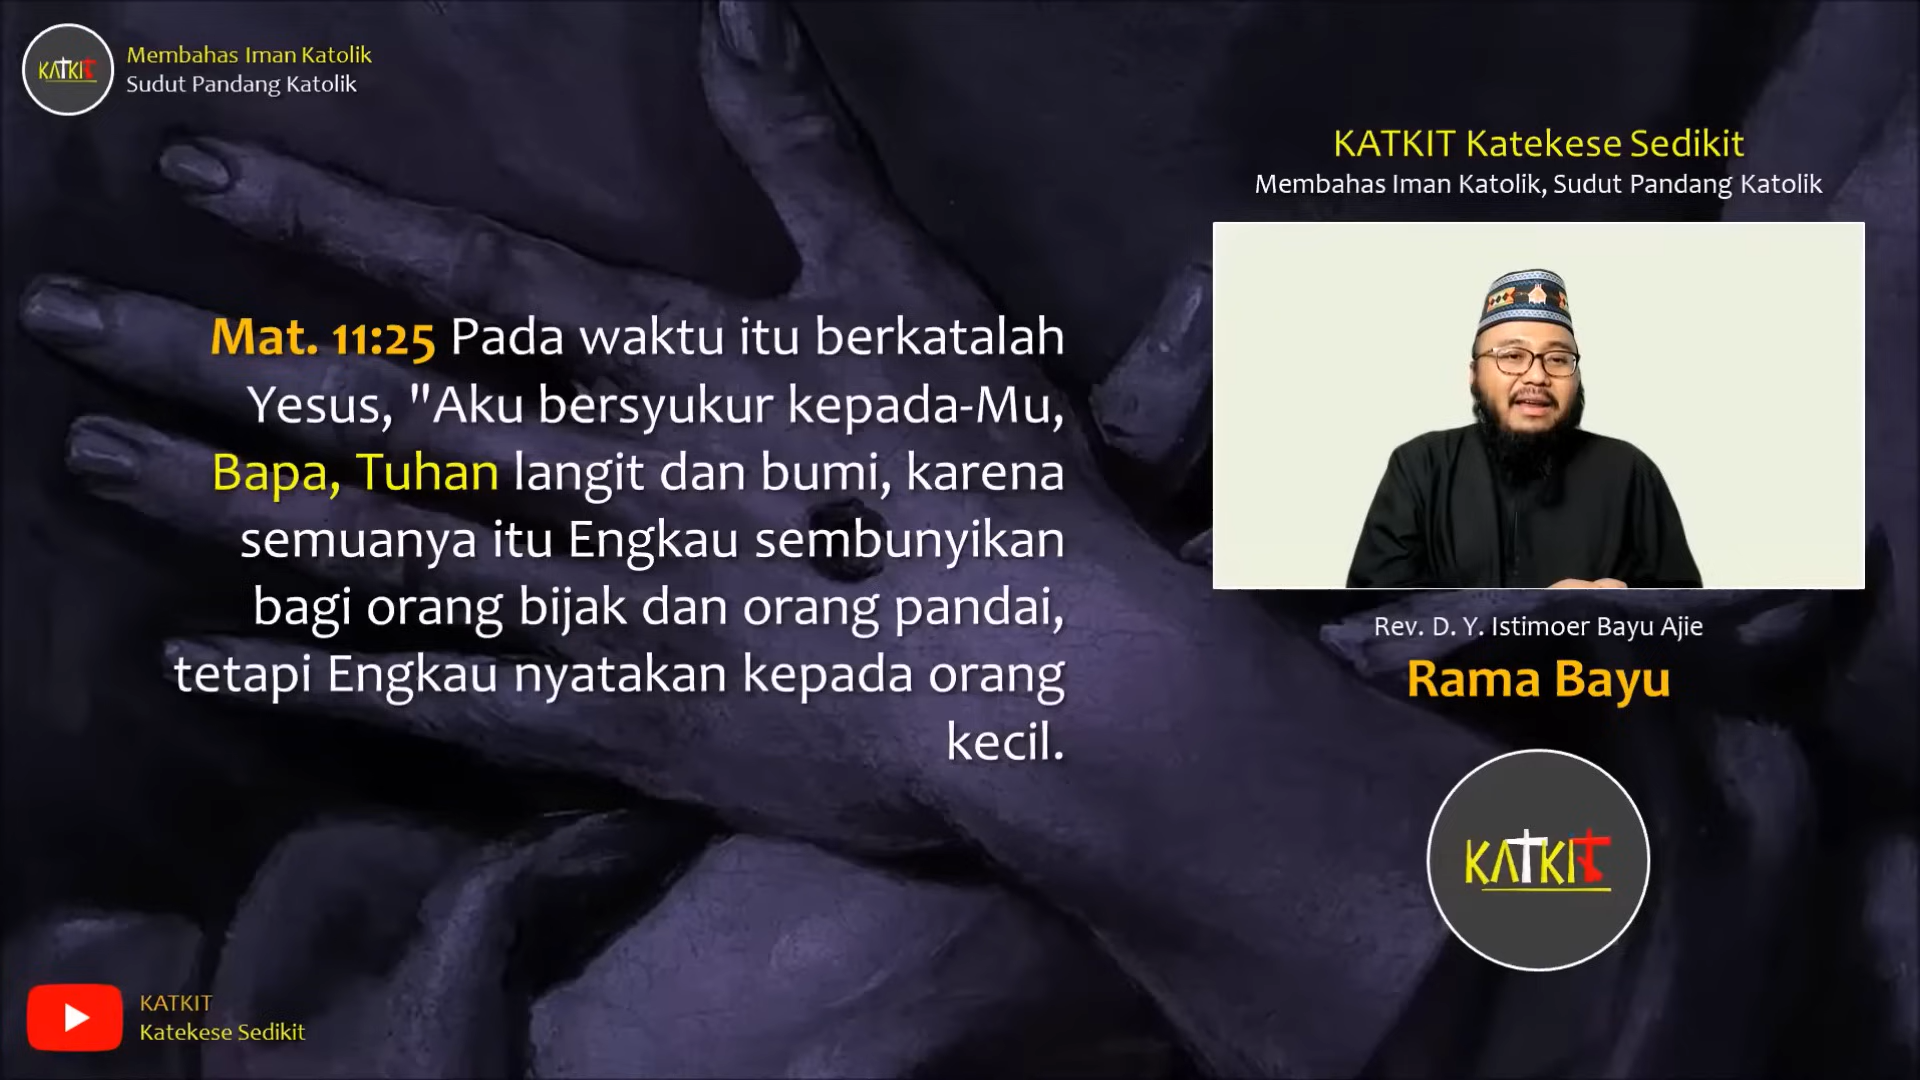 KATKIT
Membahas Iman Katolik
Sudut Pandang Katolik
KATKIT Katekese Sedikit
Membahas Iman Katolik, Sudut Pandang Katolik
Mat. 11:25 Pada waktu itu berkatalah
Yesus, "Aku bersyukur kepada-Mu,
Bapa, Tuhan langit dan bumi, karena
semuanya itu Engkau sembunyikan
bagi orang bijak dan orang pandai,
tetapi Engkau nyatakan kepada orang
kecil.
Rev. D. Y. Istimoer Bayu Ajie
Rama Bayu
KATKIT
KATKIT
Katekese Sedikit